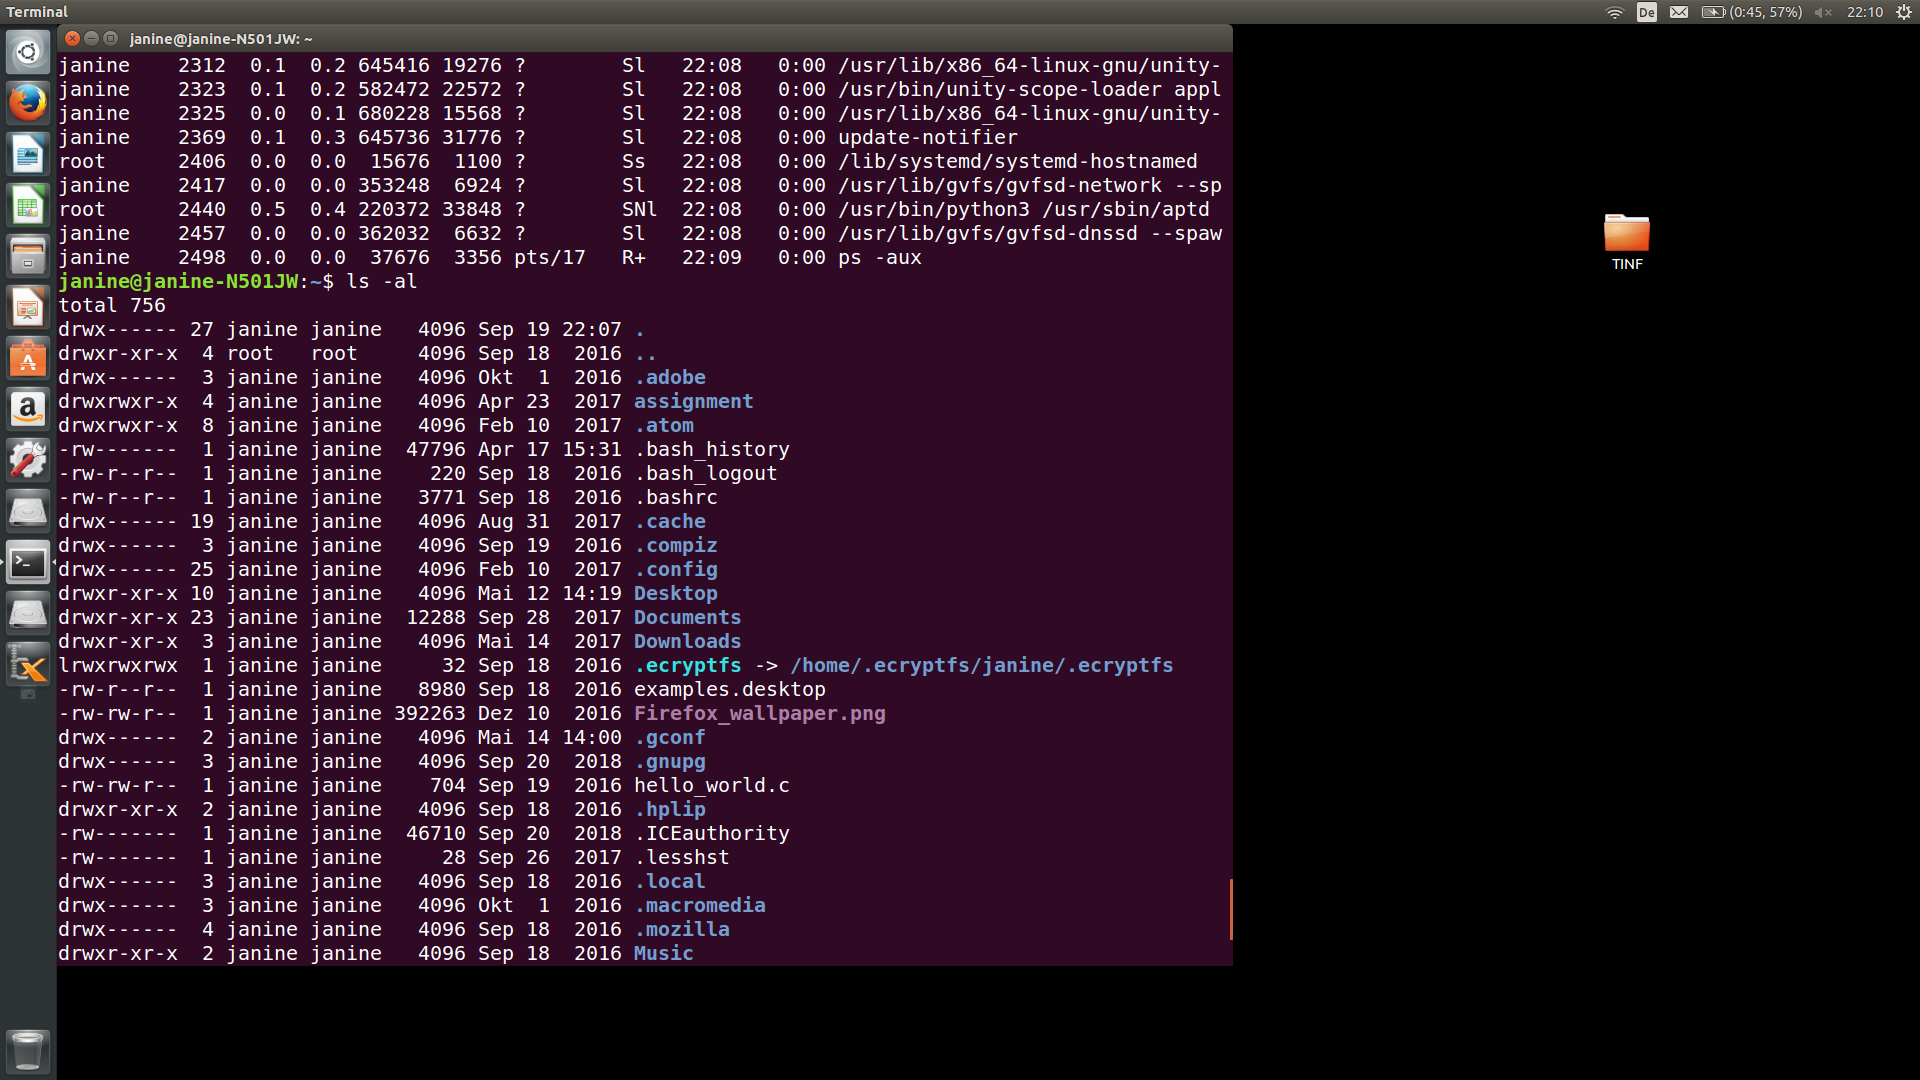 Terminal
De
(0:45, 57%)
22:10
janine@janine-N501JW: ~
janine    2312  0.1  0.2 645416 19276 ?        Sl   22:08   0:00 /usr/lib/x86_64-linux-gnu/unity-
janine    2323  0.1  0.2 582472 22572 ?        Sl   22:08   0:00 /usr/bin/unity-scope-loader appl
janine    2325  0.0  0.1 680228 15568 ?        Sl   22:08   0:00 /usr/lib/x86_64-linux-gnu/unity-
janine    2369  0.1  0.3 645736 31776 ?        Sl   22:08   0:00 update-notifier
root      2406  0.0  0.0  15676  1100 ?        Ss   22:08   0:00 /lib/systemd/systemd-hostnamed
janine    2417  0.0  0.0 353248  6924 ?        Sl   22:08   0:00 /usr/lib/gvfs/gvfsd-network --sp
root      2440  0.5  0.4 220372 33848 ?        SNl  22:08   0:00 /usr/bin/python3 /usr/sbin/aptd
janine    2457  0.0  0.0 362032  6632 ?        Sl   22:08   0:00 /usr/lib/gvfs/gvfsd-dnssd --spaw
janine    2498  0.0  0.0  37676  3356 pts/17   R+   22:09   0:00 ps -aux
janine@janine-N501JW:~$ ls -al
total 756
drwx------ 27 janine janine   4096 Sep 19 22:07 .
drwxr-xr-x  4 root   root     4096 Sep 18  2016 ..
drwx------  3 janine janine   4096 Okt  1  2016 .adobe
drwxrwxr-x  4 janine janine   4096 Apr 23  2017 assignment
drwxrwxr-x  8 janine janine   4096 Feb 10  2017 .atom
-rw-------  1 janine janine  47796 Apr 17 15:31 .bash_history
-rw-r--r--  1 janine janine    220 Sep 18  2016 .bash_logout
-rw-r--r--  1 janine janine   3771 Sep 18  2016 .bashrc
drwx------ 19 janine janine   4096 Aug 31  2017 .cache
drwx------  3 janine janine   4096 Sep 19  2016 .compiz
drwx------ 25 janine janine   4096 Feb 10  2017 .config
drwxr-xr-x 10 janine janine   4096 Mai 12 14:19 Desktop
drwxr-xr-x 23 janine janine  12288 Sep 28  2017 Documents
drwxr-xr-x  3 janine janine   4096 Mai 14  2017 Downloads
lrwxrwxrwx  1 janine janine     32 Sep 18  2016 .ecryptfs -> /home/.ecryptfs/janine/.ecryptfs
-rw-r--r--  1 janine janine   8980 Sep 18  2016 examples.desktop
-rw-rw-r--  1 janine janine 392263 Dez 10  2016 Firefox_wallpaper.png
drwx------  2 janine janine   4096 Mai 14 14:00 .gconf
drwx------  3 janine janine   4096 Sep 20  2018 .gnupg
-rw-rw-r--  1 janine janine    704 Sep 19  2016 hello_world.c
drwxr-xr-x  2 janine janine   4096 Sep 18  2016 .hplip
-rw-------  1 janine janine  46710 Sep 20  2018 .ICEauthority
-rw-------  1 janine janine     28 Sep 26  2017 .lesshst
drwx------  3 janine janine   4096 Sep 18  2016 .local
drwx------  3 janine janine   4096 Okt  1  2016 .macromedia
drwx------  4 janine janine   4096 Sep 18  2016 .mozilla
drwxr-xr-x  2 janine janine   4096 Sep 18  2016 Music
TINF